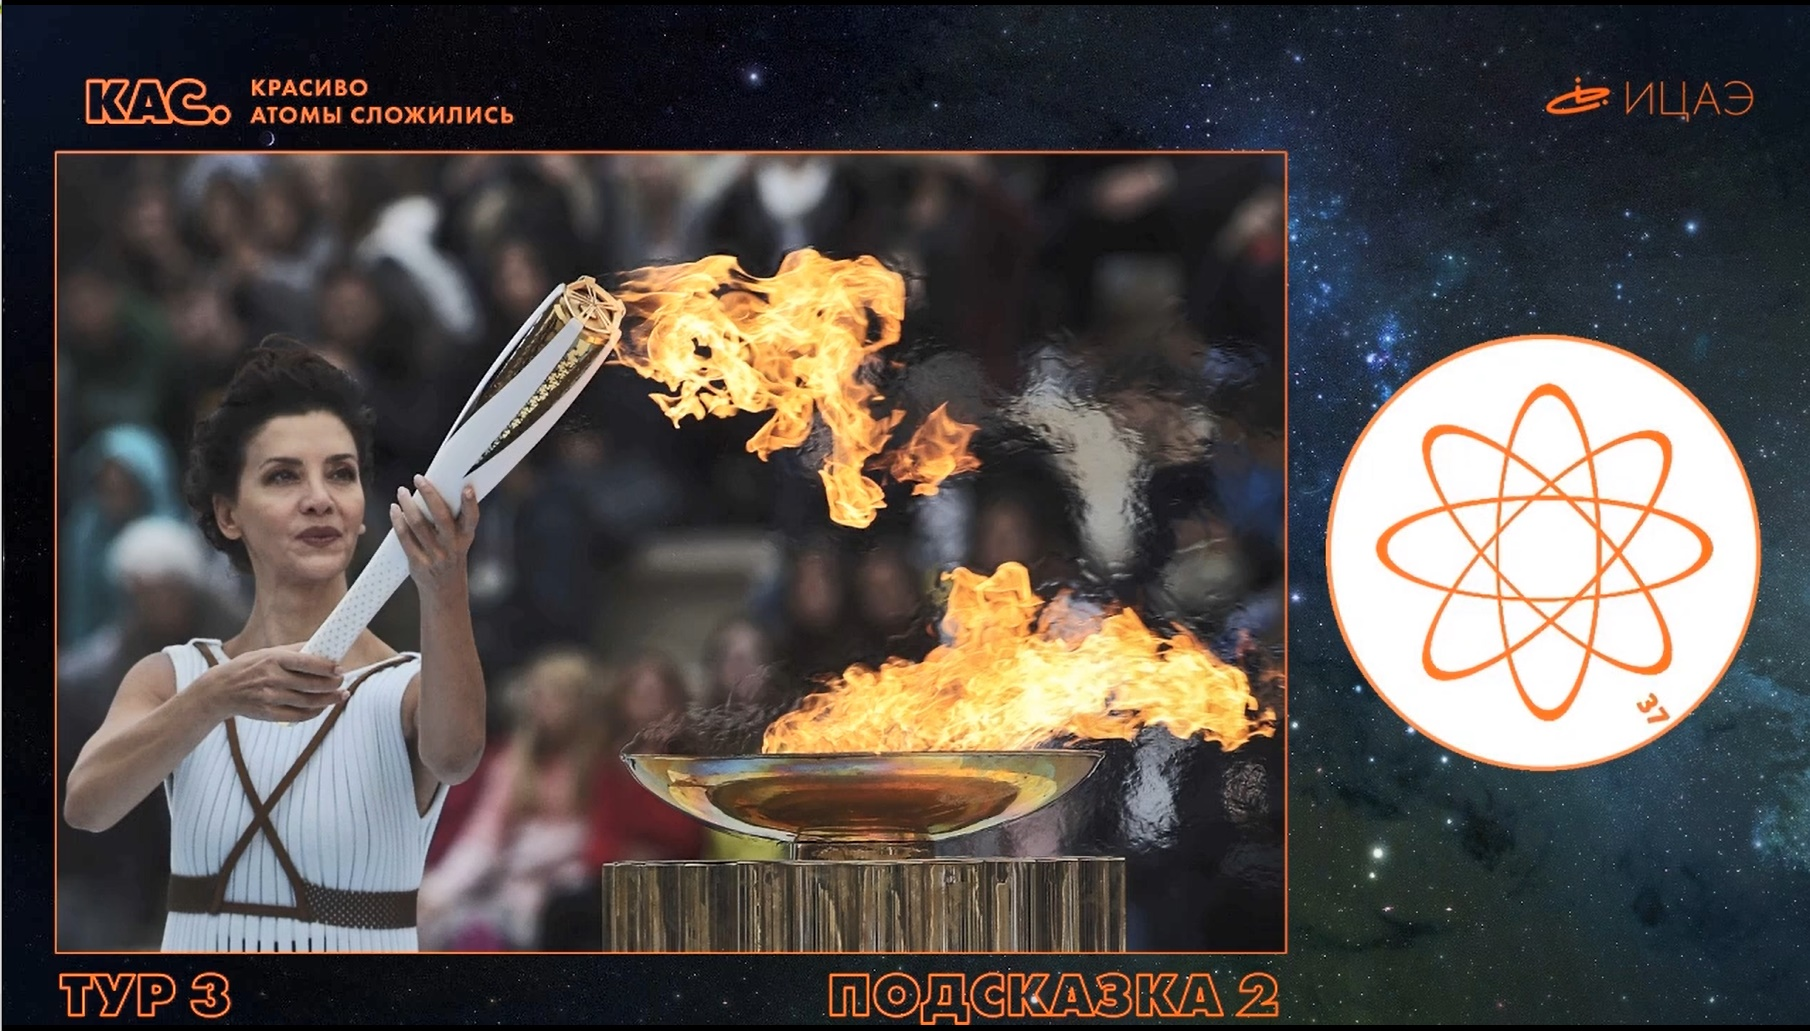 КАС.
КРАСИВО
АТОМЫ СЛОЖИЛИСЬ
ИЦАЭ
37
ТУР 3
ПОДСКАЗКА 2